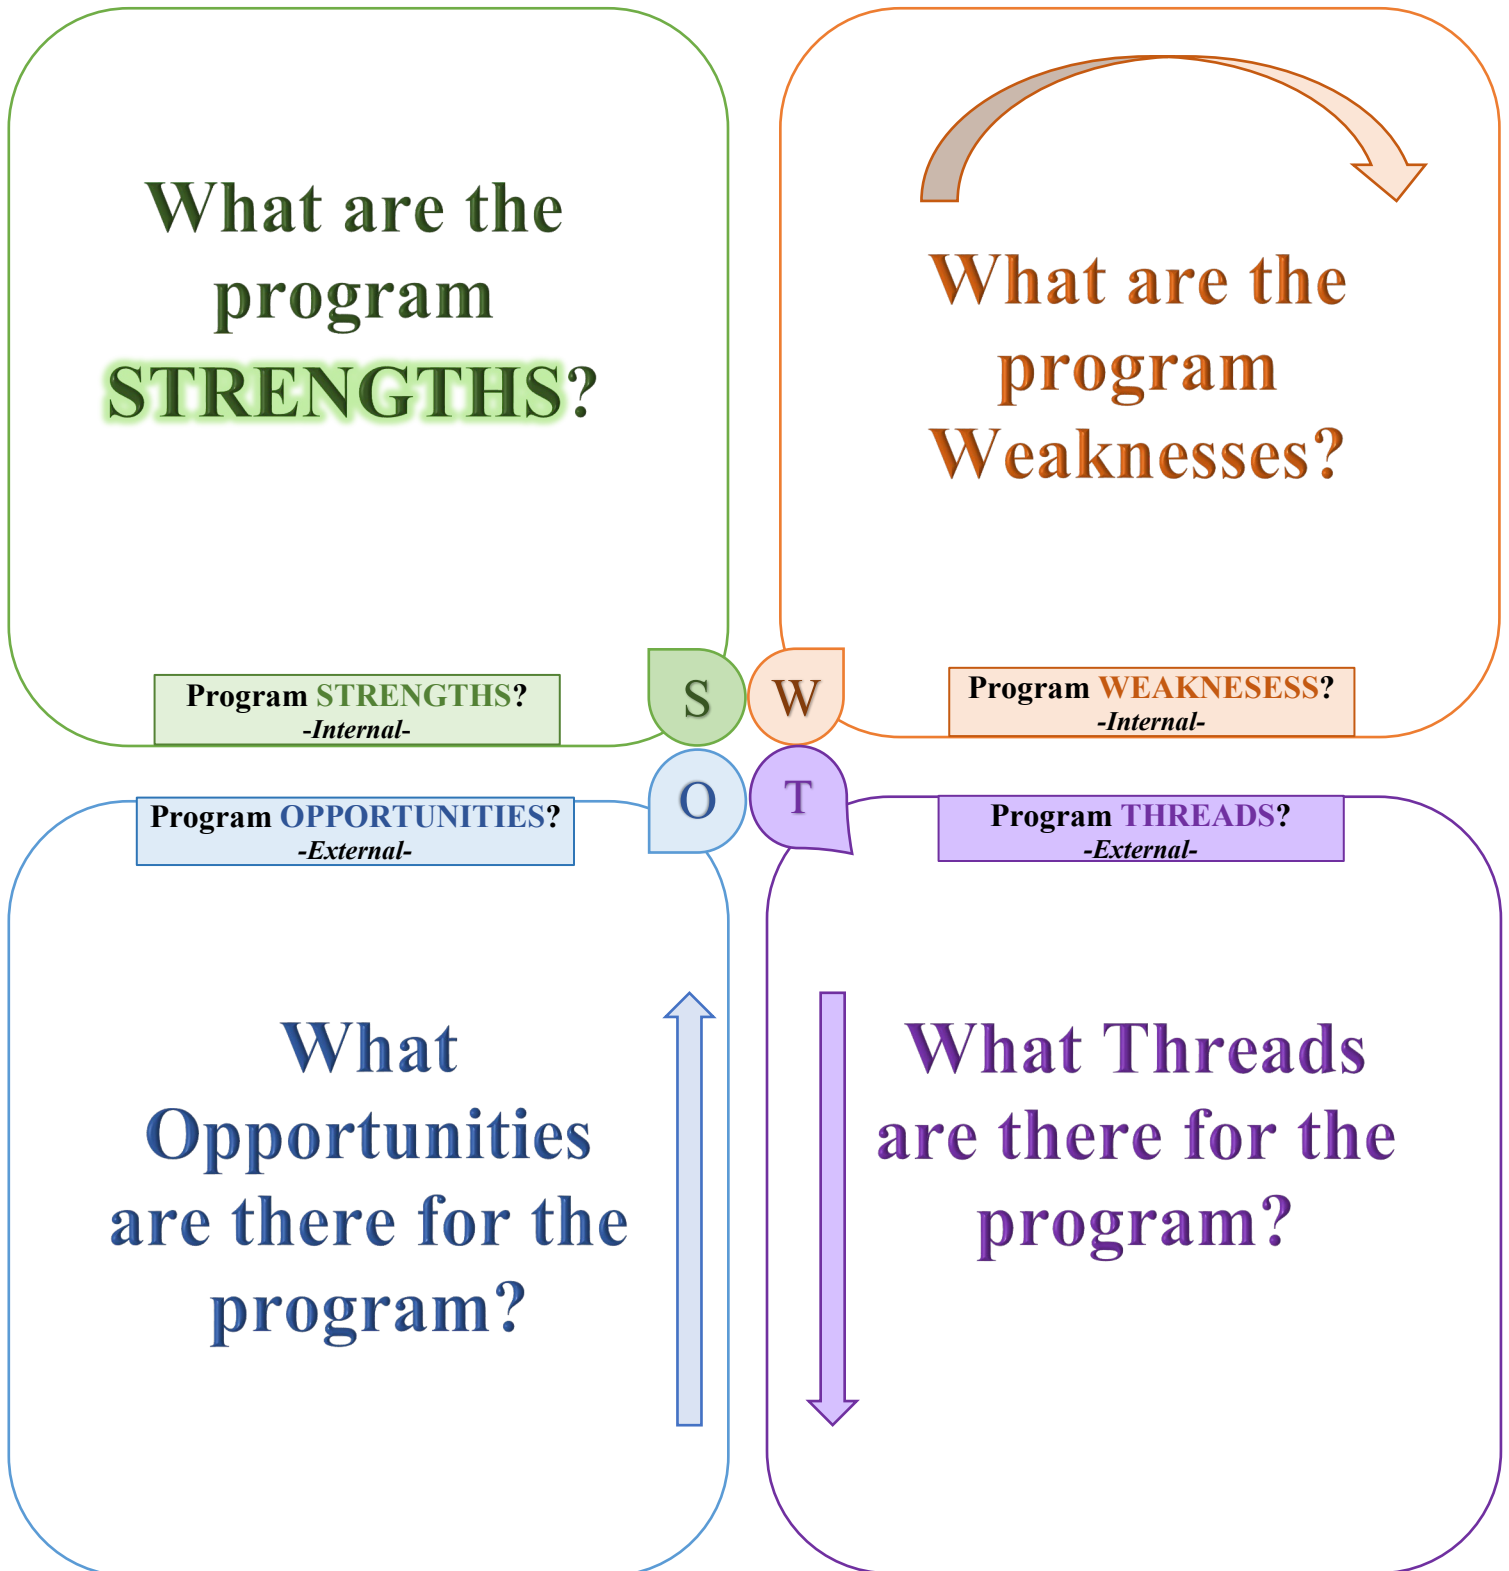 What are the
program
STRENGTHS?
Program STRENGTHS?
-Internal-
What are the
program
Weaknesses?
Program WEAKNESESS?
-Internal-
S
W
O
T
Program OPPORTUNITIES?
-External-
What
Opportunities
are there for the
program?
Program THREADS?
-External-
What Threads
are there for the
program?